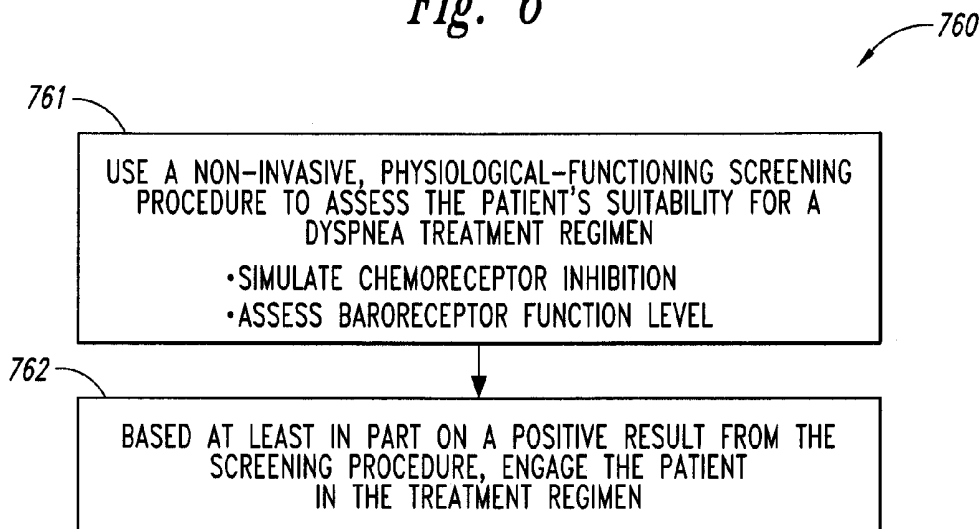 Fig. 6
760
761
USE A NON-INVASIVE, PHYSIOLOGICAL-FUNCTIONING SCREENING
PROCEDURE TO ASSESS THE PATIENT'S SUITABILITY FOR A
DYSPNEA TREATMENT REGIMEN
•SIMULATE CHEMORECEPTOR INHIBITION
•ASSESS BARORECEPTOR FUNCTION LEVEL
762
BASED AT LEAST IN PART ON A POSITIVE RESULT FROM THE
SCREENING PROCEDURE, ENGAGE THE PATIENT
IN THE TREATMENT REGIMEN